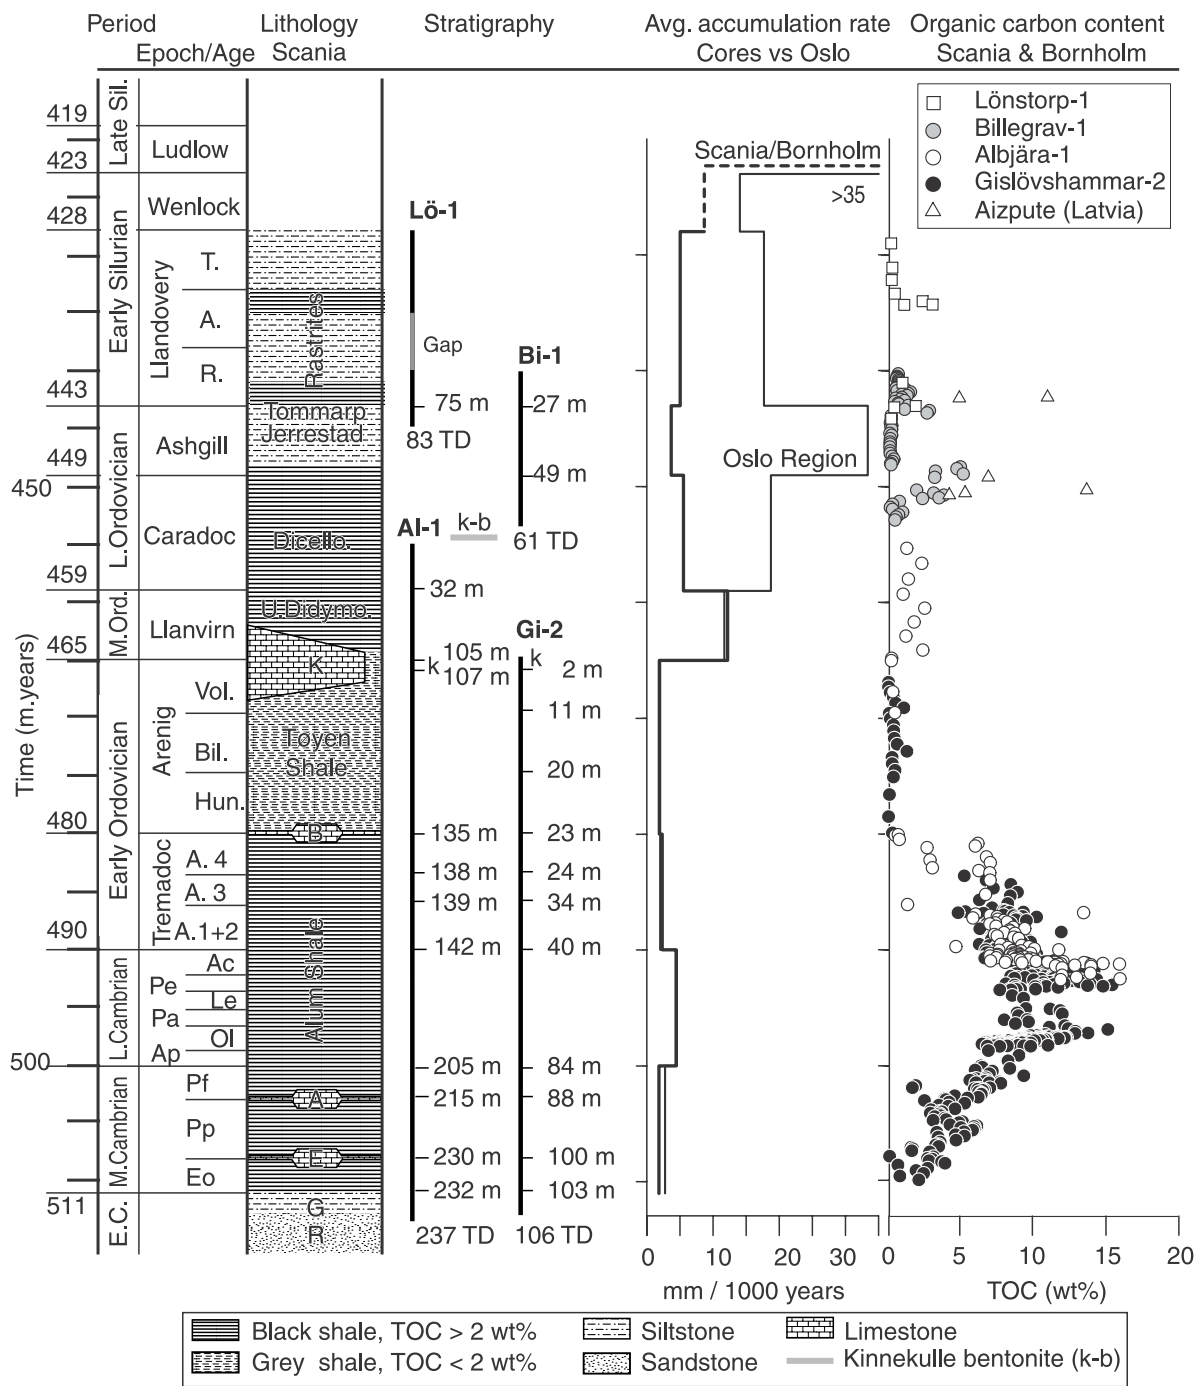 Period Lithology Stratigraphy Avg. accumulation rate Organic carbon content
Epoch/Age Scania Cores vs Oslo Scania & Bornholm
Late Sil.
419
Ludlow
423
Wenlock
428
Early Silurian
Llandovery
T.
A.
R.
443
L.Ordovician
Ashgill
449
450
Caradoc
459
M.Ord.
Llanvirn
465
Time (m.years)
Early Ordovician
Arenig
Vol.
Bil.
Hun.
480
Tremadoc
A. 4
A. 3
A.1+2
490
L.Cambrian
Ac
Pe
Le
Pa
Ol
Ap
500
M.Cambrian
Pf
Pp
Eo
511
E.C.
Rastrites
Tommarp
Jerrestad
Dicello.
U.Didymo.
K
Toyen
Shale
B
Alum Shale
A
E
G
R
Lö-1
Gap
75 m
83 TD
Bi-1
27 m
49 m
61 TD
k-b
Al-1
32 m
105 m
k
107 m
135 m
138 m
139 m
142 m
205 m
215 m
230 m
232 m
237 TD
Gi-2
k
2 m
11 m
20 m
23 m
24 m
34 m
40 m
84 m
88 m
100 m
103 m
106 TD
Scania/Bornholm
>35
Oslo Region
0 10 20 30
mm / 1000 years
Lönstorp-1
Billegrav-1
Albjära-1
Gislövshammar-2
Aizpute (Latvia)
0 5 10 15 20
TOC (wt%)
Black shale, TOC > 2 wt% Siltstone Limestone
Grey shale, TOC < 2 wt% Sandstone Kinnekulle bentonite (k-b)